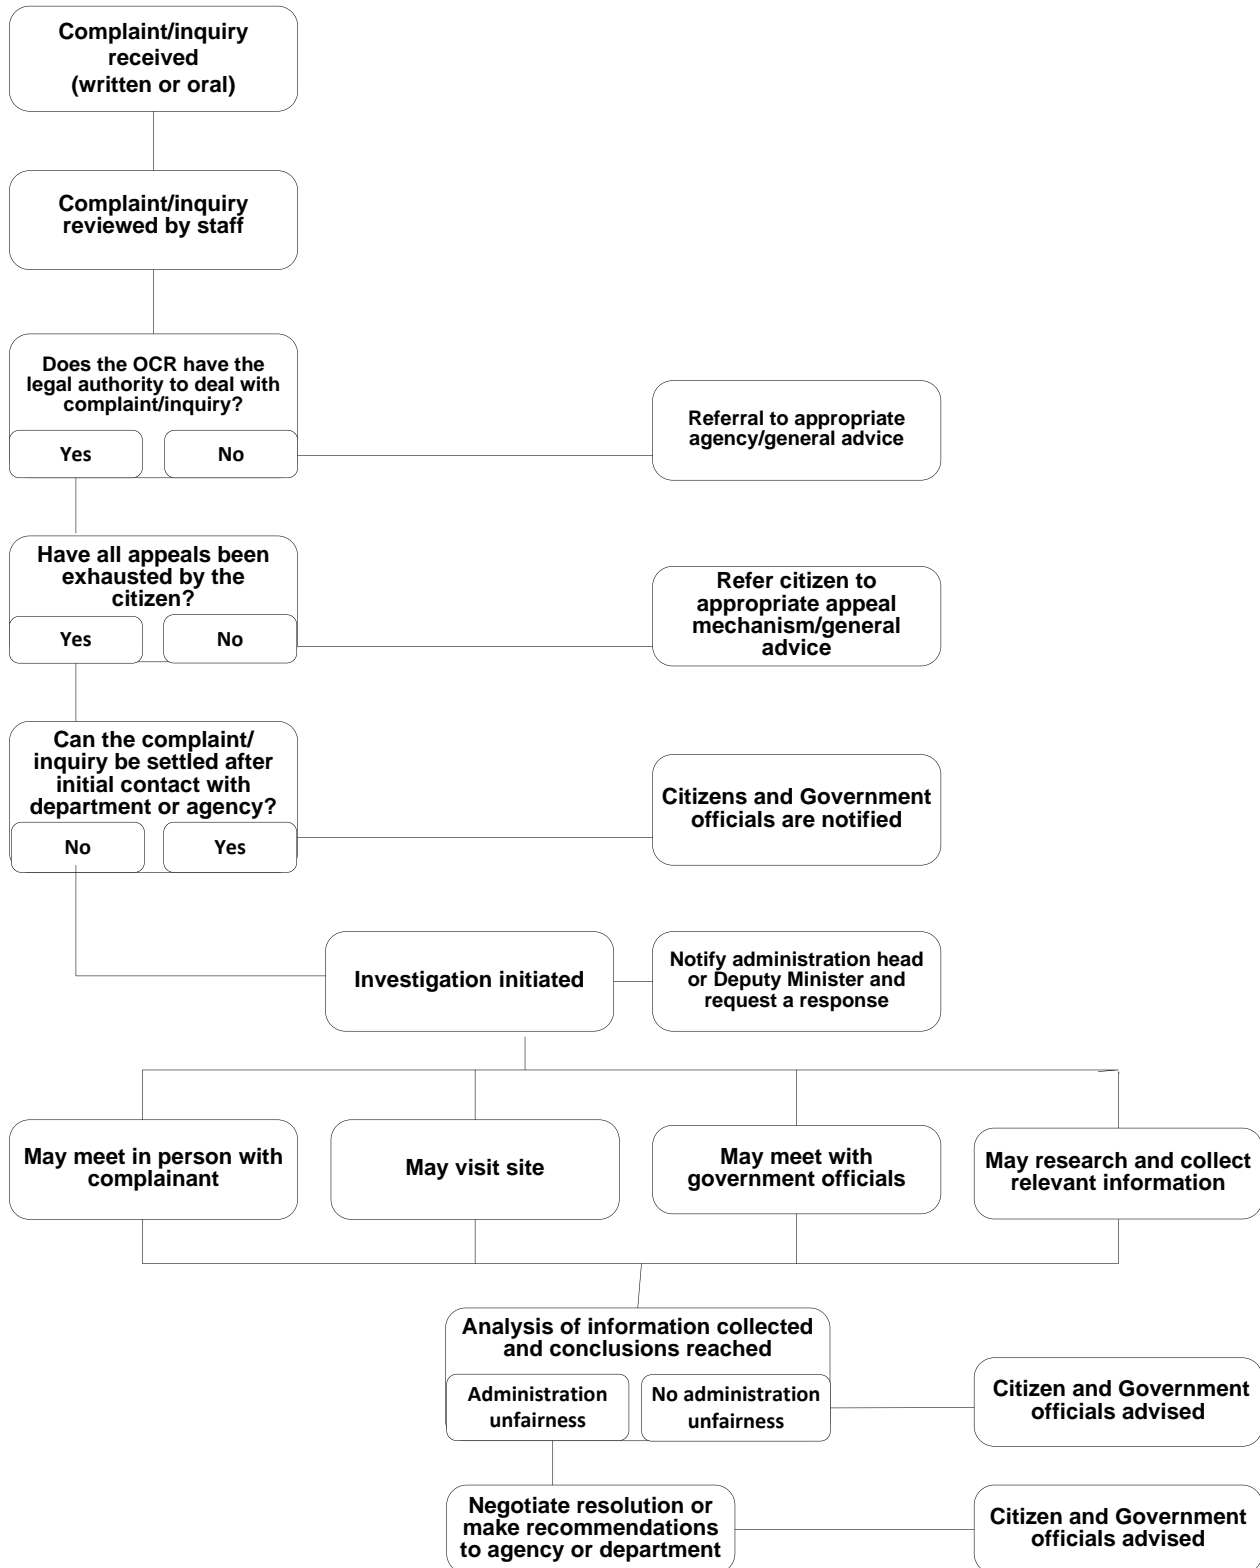 Complaint/inquiry
received
(written or oral)
Complaint/inquiry
reviewed by staff
Does the OCR have the
legal authority to deal with
complaint/inquiry?
Yes
No
Referral to appropriate
agency/general advice
Have all appeals been
exhausted by the
citizen?
Yes
No
Refer citizen to
appropriate appeal
mechanism/general
advice
Can the complaint/
inquiry be settled after
initial contact with
department or agency?
No
Yes
Citizens and Government
officials are notified
Investigation initiated
Notify administration head
or Deputy Minister and
request a response
May meet in person with
complainant
May visit site
May meet with
government officials
May research and collect
relevant information
Analysis of information collected
and conclusions reached
Administration
unfairness
No administration
unfairness
Citizen and Government
officials advised
Negotiate resolution or
make recommendations
to agency or department
Citizen and Government
officials advised